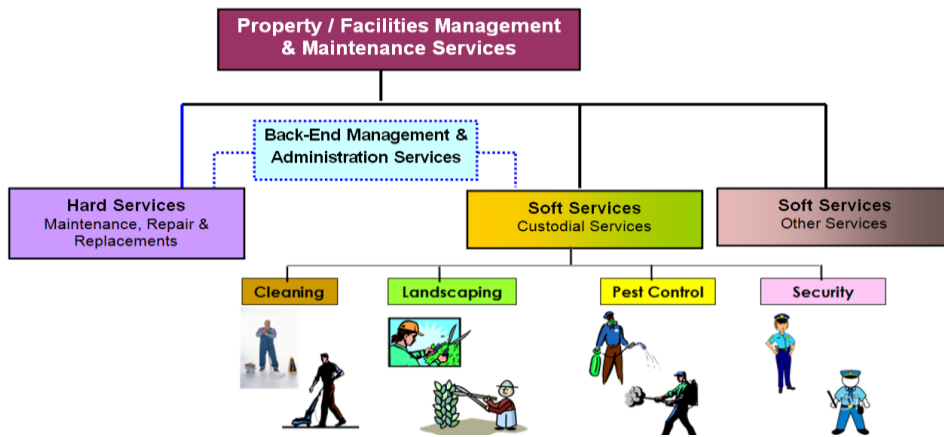 Property / Facilities Management
& Maintenance Services
Back-End Management &
Administration Services
Hard Services
Maintenance, Repair &
Replacements
Soft Services
Custodial Services
Soft Services
Other Services
Cleaning
Landscaping
Pest Control
Security